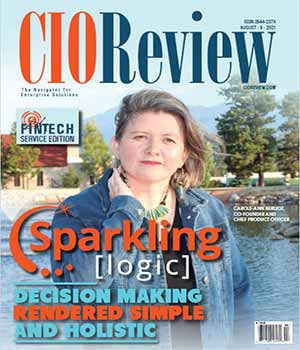 ISSN 2644-237X
AUGUST - 9 - 2021
CIOReview
The Navigator for
Enterprise Solutions
CIOREVIEW.COM
FINTECH
SERVICE EDITION
CAROLE-ANN BERLIOZ,
CO-FOUNDER AND
CHIEF PRODUCT OFFICER
Sparkling
[logic]
DECISION MAKING
RENDERED SIMPLE
AND HOLISTIC